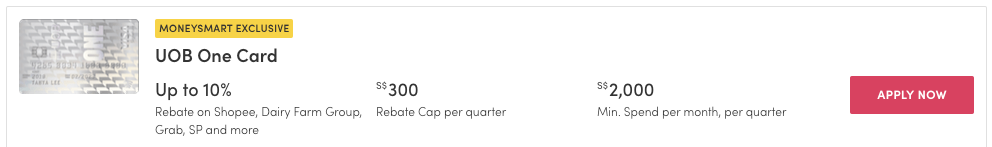 MONEYSMART EXCLUSIVE
UOB One Card
Up to 10%
Rebate on Shopee, Dairy Farm Group,
Grab, SP and more
S$300
Rebate Cap per quarter
S$2,000
Min. Spend per month, per quarter
APPLY NOW
ONE